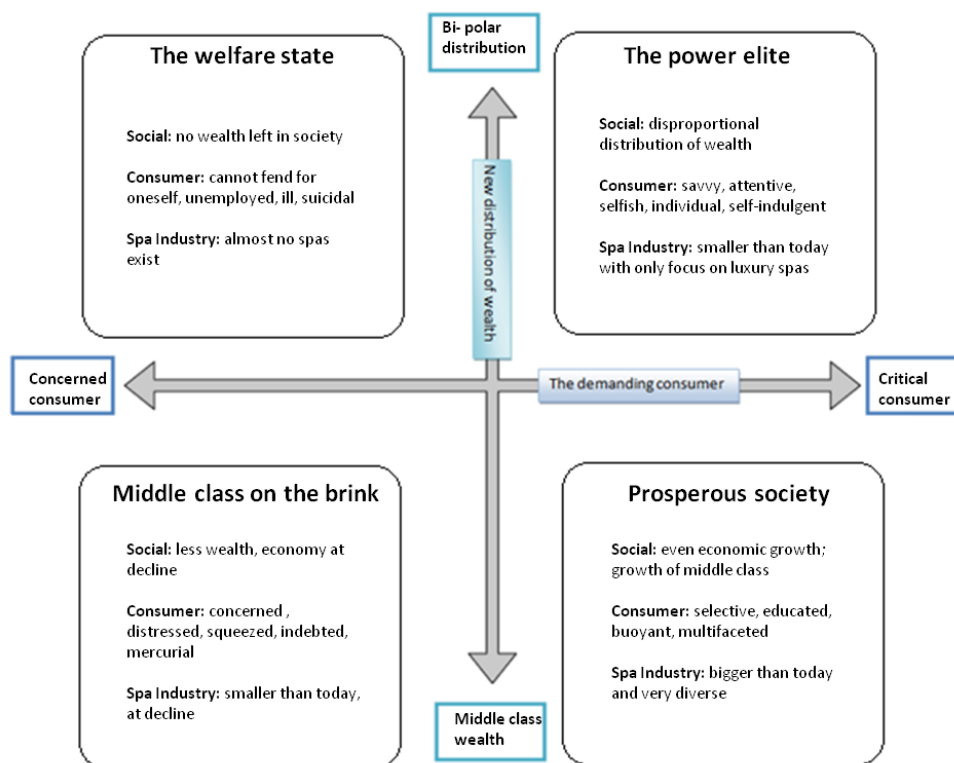 Bi- polar
distribution
The welfare state
Social: no wealth left in society
Consumer: cannot fend for
oneself, unemployed, ill, suicidal
Spa Industry: almost no spas
exist
The power elite
Social: disproportional
distribution of wealth
Consumer: savvy, attentive,
selfish, individual, self-indulgent
Spa Industry: smaller than today
with only focus on luxury spas
New distribution of
wealth
Concerned
consumer
The demanding consumer
Critical
consumer
Middle class on the brink
Social: less wealth, economy at
decline
Consumer: concerned ,
distressed, squeezed, indebted,
mercurial
Spa Industry: smaller than today,
at decline
Prosperous society
Social: even economic growth;
growth of middle class
Consumer: selective, educated,
buoyant, multifaceted
Spa Industry: bigger than today
and very diverse
Middle class
wealth